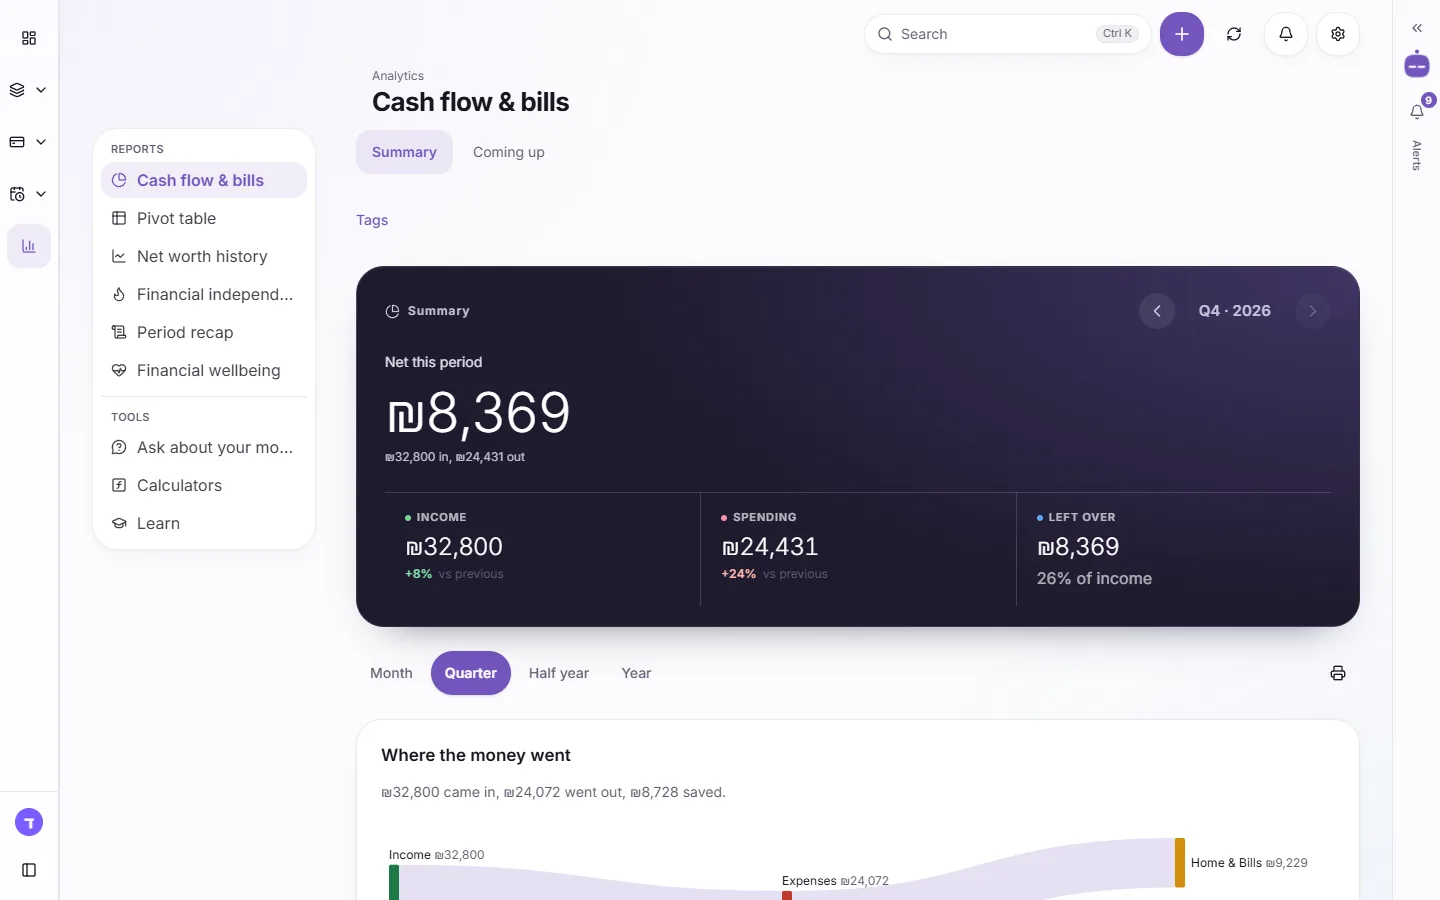 Search
Ctrl K
9
Alerts
Analytics
Cash flow & bills
Summary
Coming up
Tags
REPORTS
Cash flow & bills
Pivot table
Net worth history
Financial independ...
Period recap
Financial wellbeing
TOOLS
Ask about your mo...
Calculators
Learn
Summary
Q4 · 2026
Net this period
₪8,369
₪32,800 in, ₪24,431 out
INCOME
₪32,800
+8% vs previous
SPENDING
₪24,431
+24% vs previous
LEFT OVER
₪8,369
26% of income
Month
Quarter
Half year
Year
Where the money went
₪32,800 came in, ₪24,072 went out, ₪8,728 saved.
Income ₪32,800
Expenses ₪24,072
Home & Bills ₪9,229